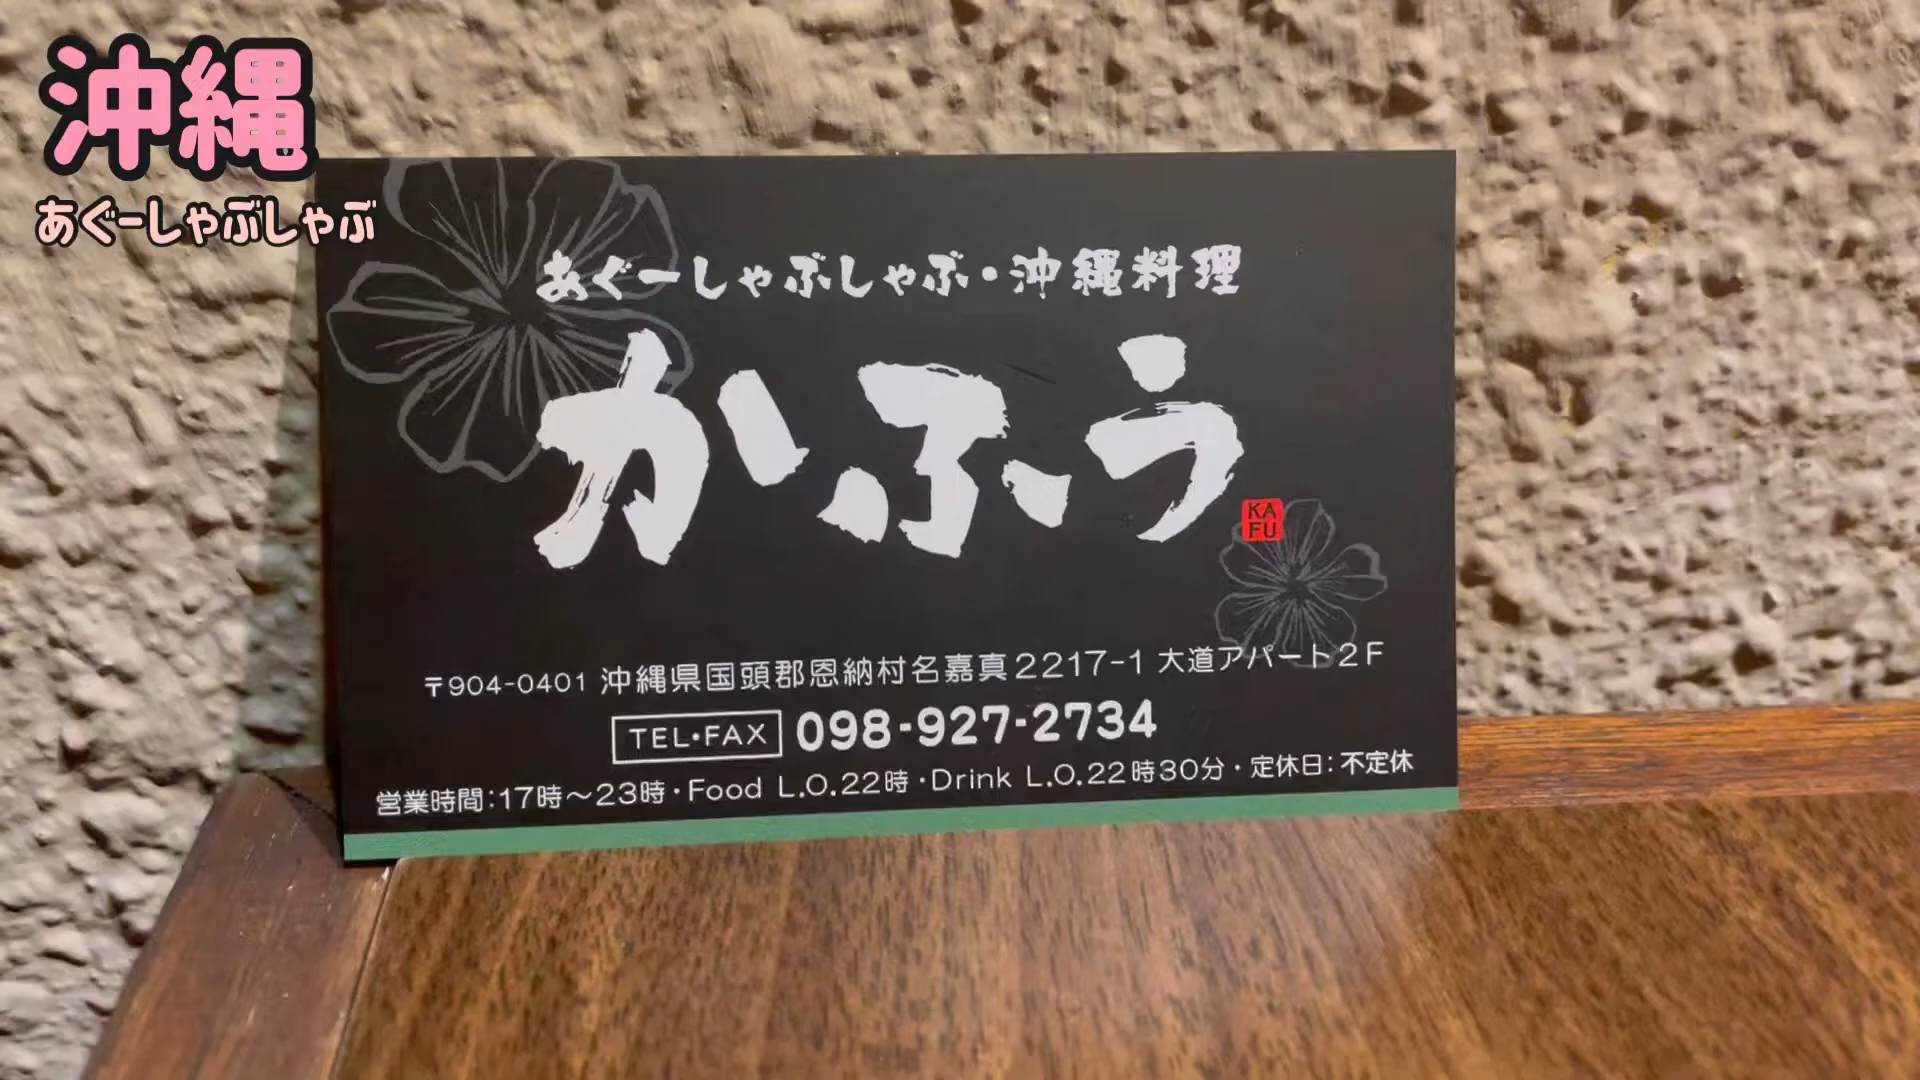 沖縄
あぐーしゃぶしゃぶ
あぐーしゃぶしゃぶ・沖縄料理
かふう
KA
FU
〒904-0401 沖縄県国頭郡恩納村名嘉真2217-1 大道アパート2F
TEL・FAX 098-927-2734
営業時間:17時～23時・Food L.O.22時・Drink L.O.22時30分・定休日:不定休